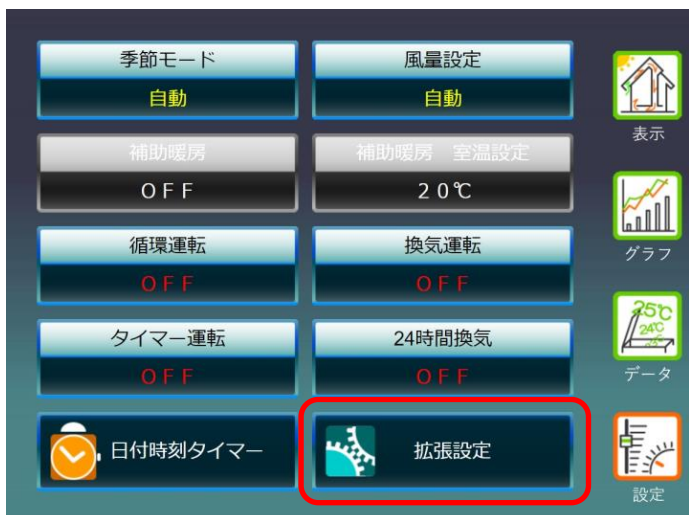 季節モード
風量設定
自動
自動
補助暖房
補助暖房　室温設定
ＯＦＦ
２０℃
循環運転
換気運転
ＯＦＦ
ＯＦＦ
タイマー運転
24時間換気
ＯＦＦ
ＯＦＦ
日付時刻タイマー
拡張設定
表示
グラフ
25℃
24℃
データ
設定